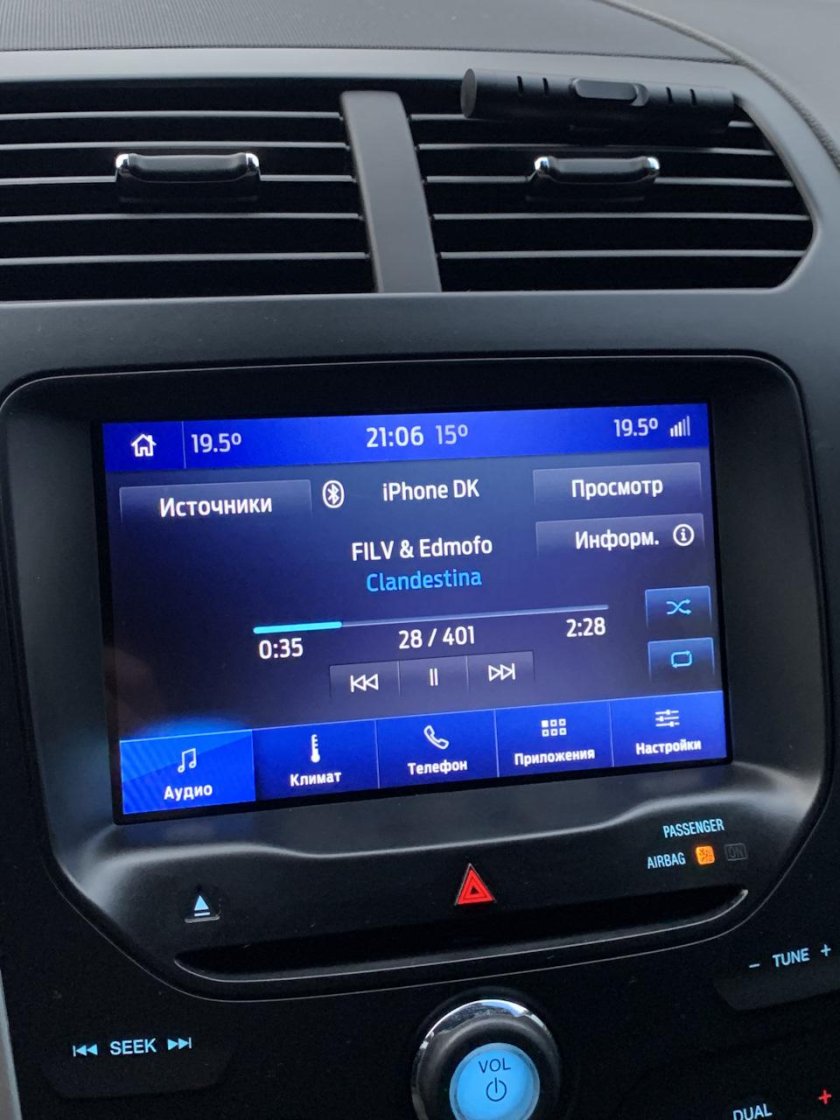 19.5º 21:06 15º 19.5º
Источники iPhone DK Просмотр
FILV & Edmofo Информ.
Clandestina
0:35 28 / 401 2:28
Аудио Климат Телефон Приложения Настройки
PASSENGER
AIRBAG ON
– TUNE +
SEEK
VOL
DUAL +